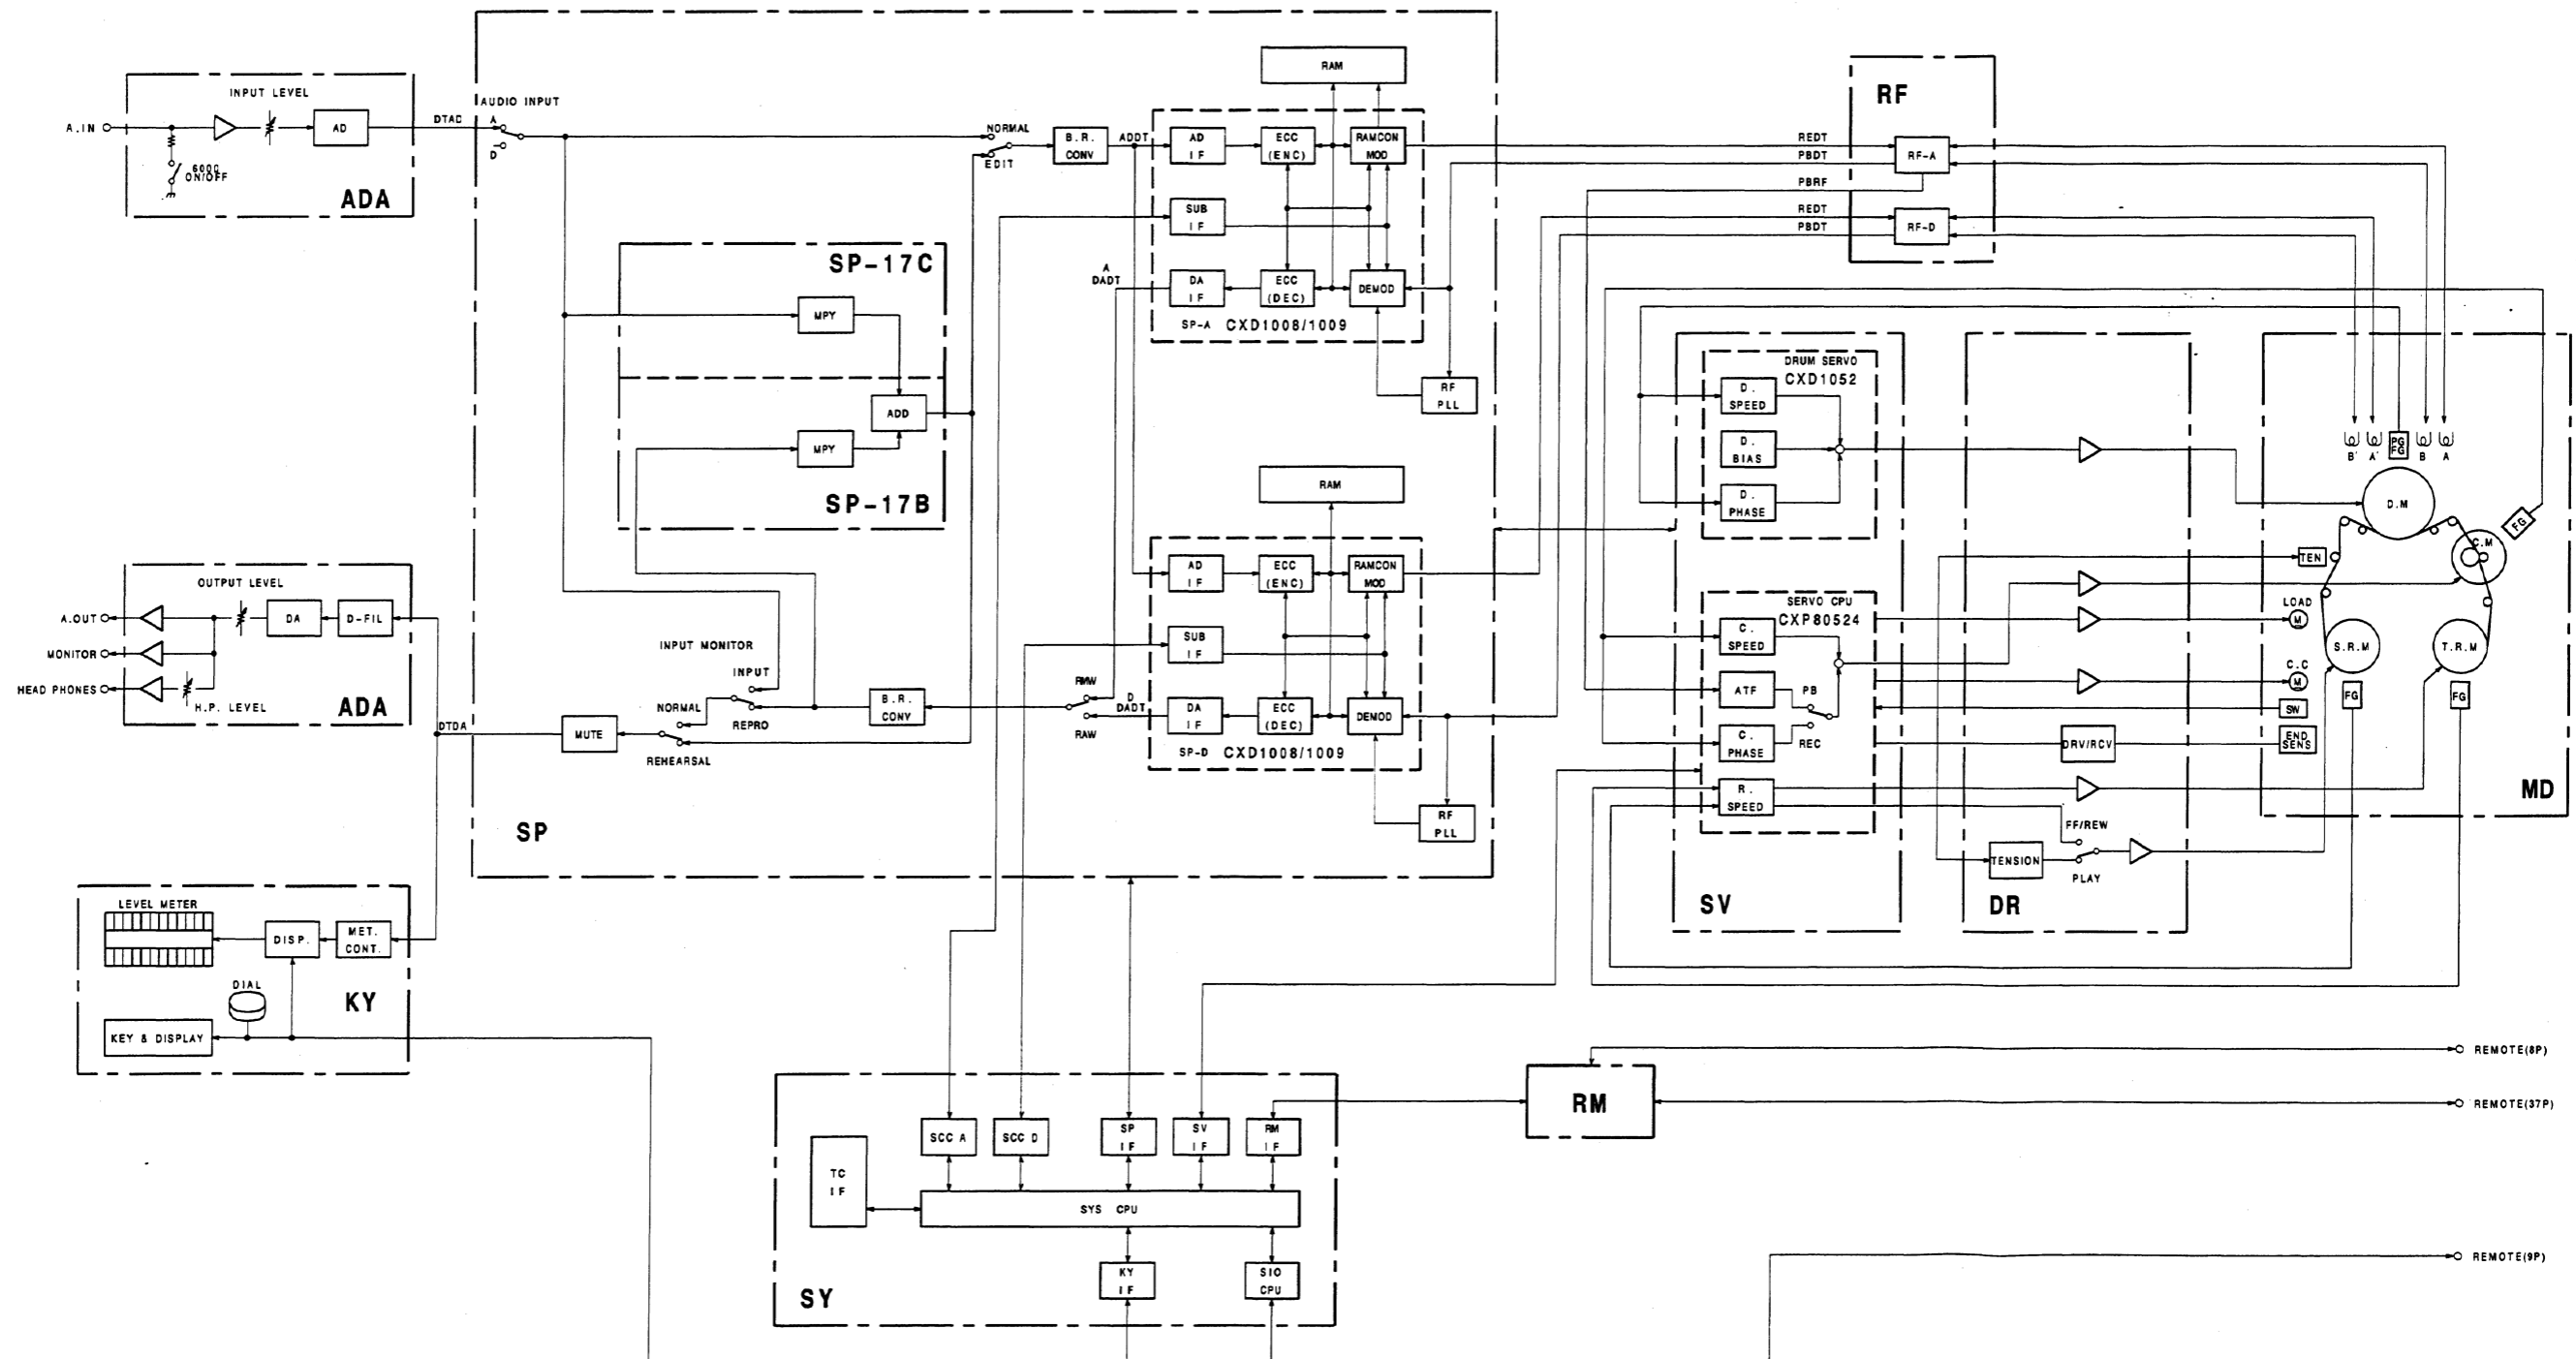 INPUT LEVEL
A.IN
AD
600Ω
ON/OFF
ADA
DTAD
AUDIO INPUT
A
D
NORMAL
EDIT
B.R.
CONV
ADDT
RAM
AD
IF
ECC
(ENC)
RAMCON
MOD
SUB
IF
A
DADT
DA
IF
ECC
(DEC)
DEMOD
SP-A CXD1008/1009
RF
PLL
SP-17C
MPY
ADD
MPY
SP-17B
REDT
PBDT
PBRF
REDT
PBDT
RF
RF-A
RF-D
RAM
AD
IF
ECC
(ENC)
RAMCON
MOD
SUB
IF
D
DADT
DA
IF
ECC
(DEC)
DEMOD
SP-D CXD1008/1009
RF
PLL
RMW
RAW
B.R.
CONV
INPUT MONITOR
INPUT
REPRO
NORMAL
REHEARSAL
MUTE
DTDA
SP
OUTPUT LEVEL
A.OUT
DA
D-FIL
MONITOR
HEAD PHONES
H.P. LEVEL
ADA
LEVEL METER
DISP.
MET.
CONT.
DIAL
KY
KEY & DISPLAY
DRUM SERVO
CXD1052
D.
SPEED
D.
BIAS
D.
PHASE
SERVO CPU
CXP80524
C.
SPEED
ATF
PB
REC
C.
PHASE
R.
SPEED
SV
DRV/RCV
FF/REW
TENSION
PLAY
DR
B'
A'
PG
FG
B
A
D.M
FG
C.M
TEN
LOAD
M
C.C
M
S.R.M
T.R.M
FG
FG
SW
END
SENS
MD
SCC A
SCC D
SP
IF
SV
IF
RM
IF
TC
IF
SYS CPU
KY
IF
SIO
CPU
SY
RM
REMOTE(8P)
REMOTE(37P)
REMOTE(9P)